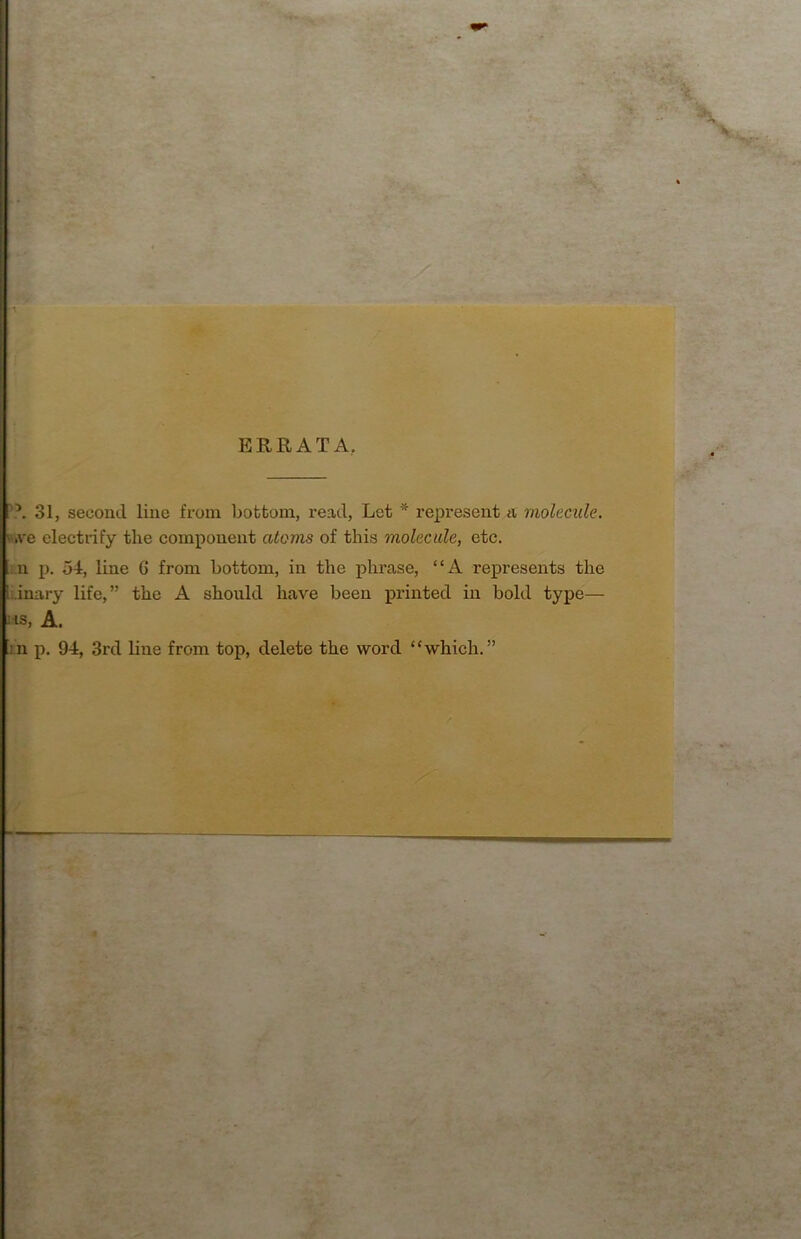 ERRATA.
P. 31, second line from bottom, read, Let * represent a molecule.
electrify the component atoms of this molecule, etc.
n p. 54, line 6 from bottom, in the phrase, “A represents the
inary life,” the A should have been printed in bold type—
is, A.
n p. 94, 3rd line from top, delete the word “which.”